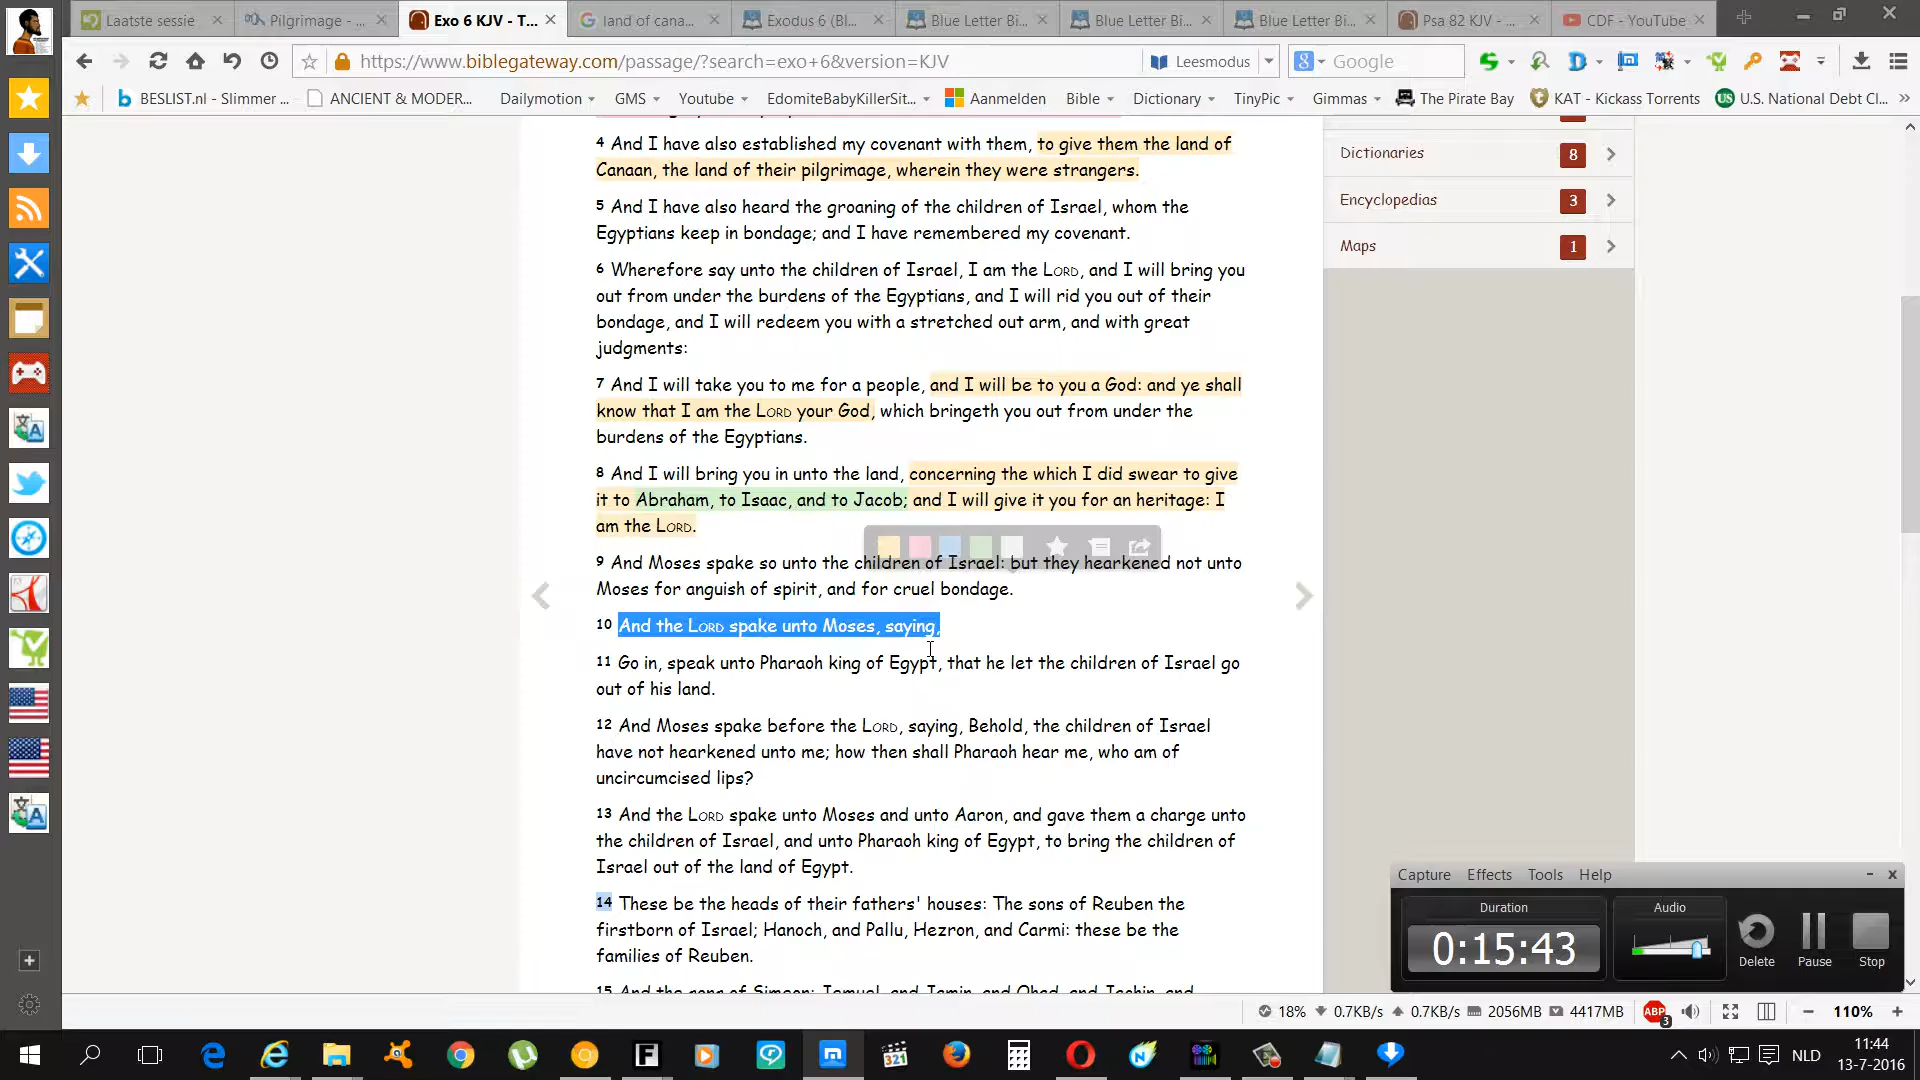 Laatste sessie
Pilgrimage - ...
Exo 6 KJV - T...
land of cana...
Exodus 6 (Bl...
Blue Letter Bi...
Blue Letter Bi...
Blue Letter Bi...
Psa 82 KJV - ...
CDF - YouTube
https://www.biblegateway.com/passage/?search=exo+6&version=KJV
Leesmodus
Google
BESLIST.nl - Slimmer ...
ANCIENT & MODER...
Dailymotion
GMS
Youtube
EdomiteBabyKillerSit...
Aanmelden
Bible
Dictionary
TinyPic
Gimmas
The Pirate Bay
KAT - Kickass Torrents
U.S. National Debt Cl...
4 And I have also established my covenant with them, to give them the land of
Canaan, the land of their pilgrimage, wherein they were strangers.
5 And I have also heard the groaning of the children of Israel, whom the
Egyptians keep in bondage; and I have remembered my covenant.
6 Wherefore say unto the children of Israel, I am the LORD, and I will bring you
out from under the burdens of the Egyptians, and I will rid you out of their
bondage, and I will redeem you with a stretched out arm, and with great
judgments:
7 And I will take you to me for a people, and I will be to you a God: and ye shall
know that I am the LORD your God, which bringeth you out from under the
burdens of the Egyptians.
8 And I will bring you in unto the land, concerning the which I did swear to give
it to Abraham, to Isaac, and to Jacob; and I will give it you for an heritage: I
am the LORD.
9 And Moses spake so unto the children of Israel: but they hearkened not unto
Moses for anguish of spirit, and for cruel bondage.
10 And the LORD spake unto Moses, saying,
11 Go in, speak unto Pharaoh king of Egypt, that he let the children of Israel go
out of his land.
12 And Moses spake before the LORD, saying, Behold, the children of Israel
have not hearkened unto me; how then shall Pharaoh hear me, who am of
uncircumcised lips?
13 And the LORD spake unto Moses and unto Aaron, and gave them a charge unto
the children of Israel, and unto Pharaoh king of Egypt, to bring the children of
Israel out of the land of Egypt.
14 These be the heads of their fathers' houses: The sons of Reuben the
firstborn of Israel; Hanoch, and Pallu, Hezron, and Carmi: these be the
families of Reuben.
15 And the sons of Simeon: Jemuel, and Jamin, and Ohad, and Jachin, and
Dictionaries 8
Encyclopedias 3
Maps 1
Capture Effects Tools Help
Duration
0:15:43
Audio
Delete
Pause
Stop
18% 0.7KB/s 0.7KB/s 2056MB 4417MB ABP 3 110%
321
NLD
11:44
13-7-2016